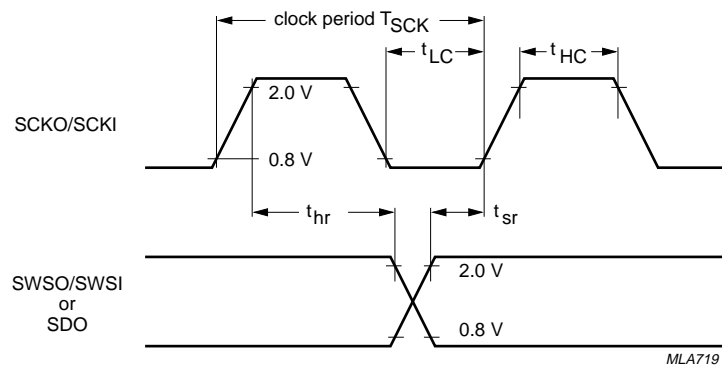 clock period TSCK
tLC
tHC
2.0 V
SCKO/SCKI
0.8 V
thr
tsr
SWSO/SWSI
or
SDO
2.0 V
0.8 V
MLA719